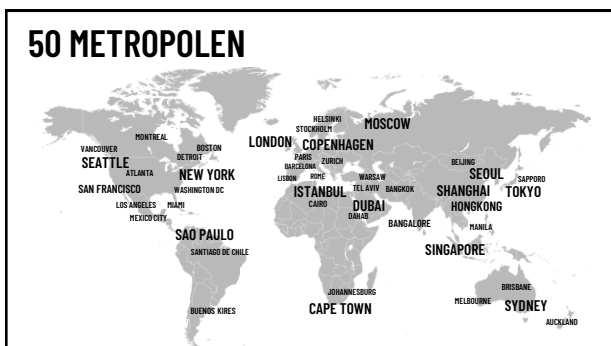 50 METROPOLEN
HELSINKI
STOCKHOLM
MOSCOW
MONTREAL
LONDON
COPENHAGEN
VANCOUVER
BOSTON
DETROIT
PARIS
ZURICH
BEIJING
SEATTLE
BARCELONA
ATLANTA
NEW YORK
LISBON
ROME
WARSAW
SEOUL
SAPPORO
SAN FRANCISCO
WASHINGTON DC
ISTANBUL
TEL AVIV
BANGKOK
SHANGHAI
TOKYO
LOS ANGELES
MIAMI
CAIRO
DUBAI
HONGKONG
MEXICO CITY
DAHAB
BANGALORE
MANILA
SAO PAULO
SANTIAGO DE CHILE
SINGAPORE
BRISBANE
JOHANNESBURG
MELBOURNE
SYDNEY
BUENOS KIRES
CAPE TOWN
AUCKLAND